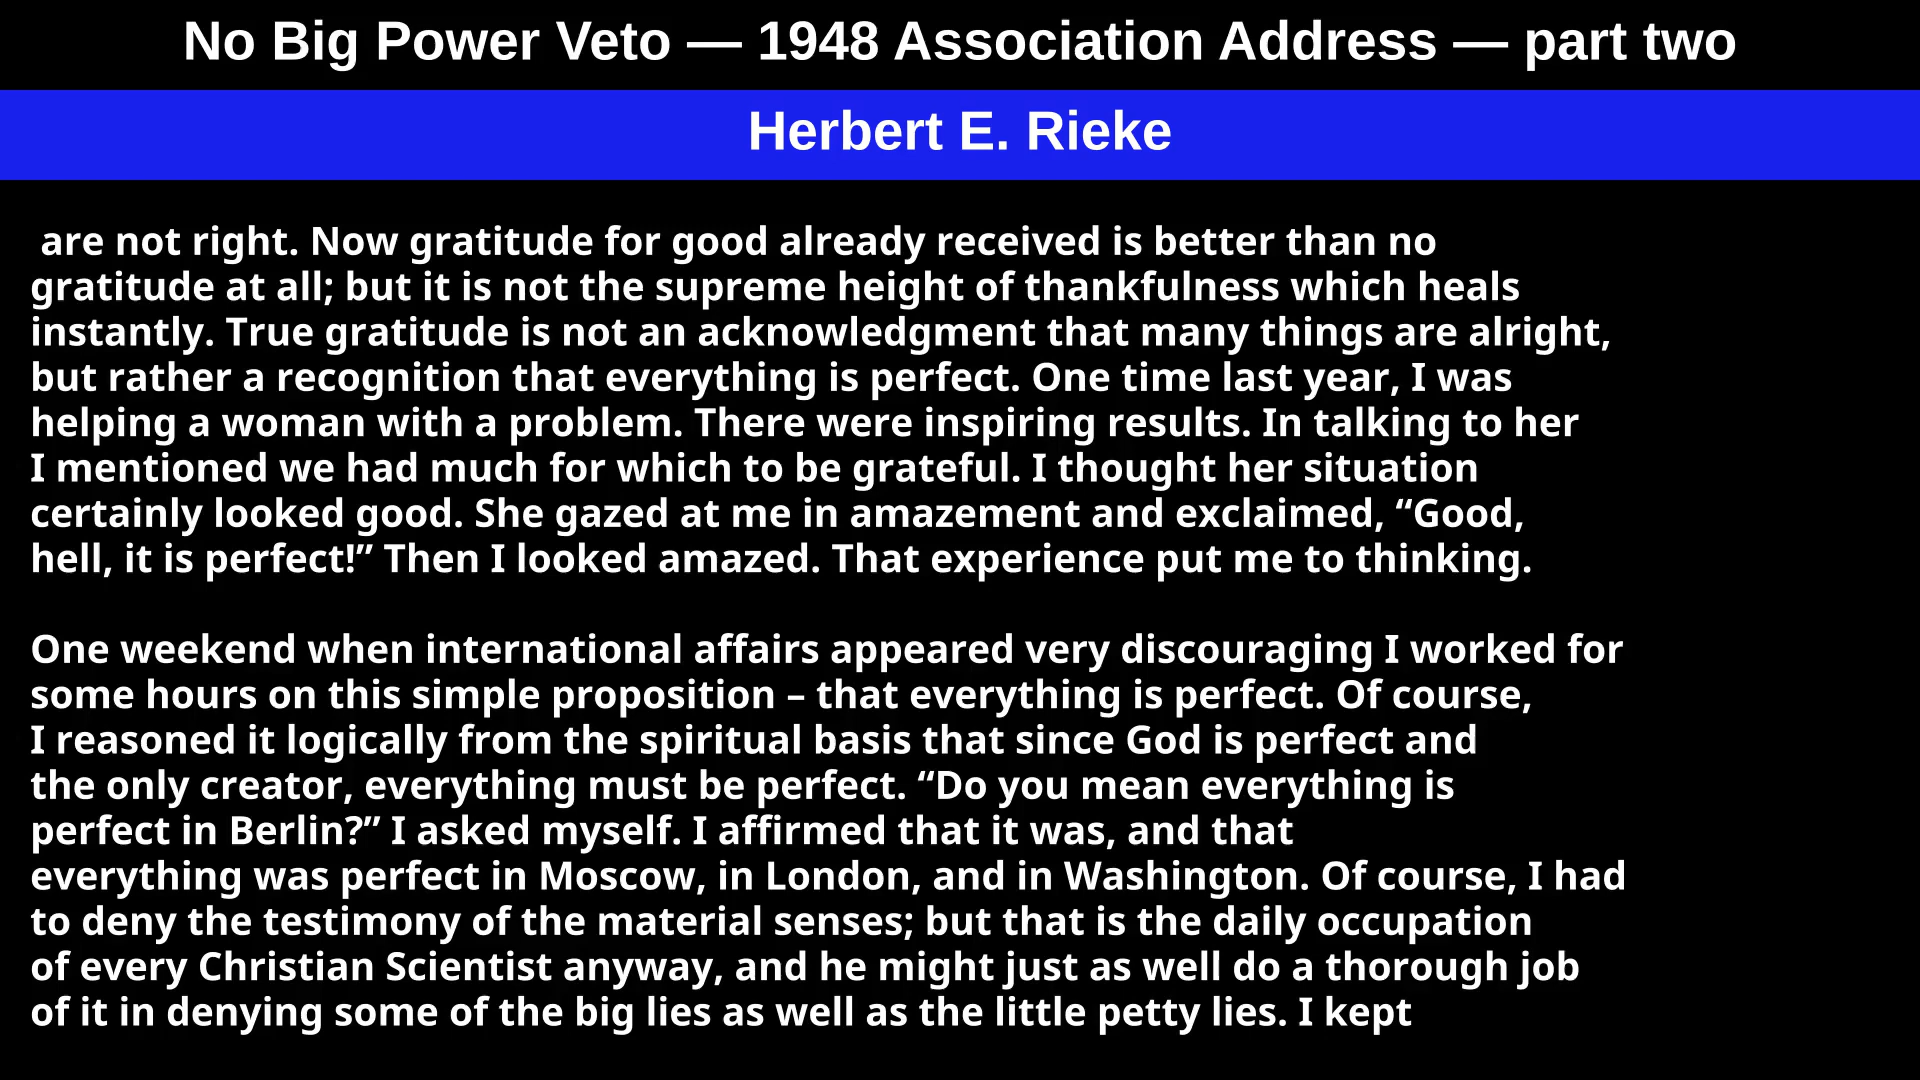 No Big Power Veto — 1948 Association Address — part two
Herbert E. Rieke
are not right. Now gratitude for good already received is better than no
gratitude at all; but it is not the supreme height of thankfulness which heals
instantly. True gratitude is not an acknowledgment that many things are alright,
but rather a recognition that everything is perfect. One time last year, I was
helping a woman with a problem. There were inspiring results. In talking to her
I mentioned we had much for which to be grateful. I thought her situation
certainly looked good. She gazed at me in amazement and exclaimed, “Good,
hell, it is perfect!” Then I looked amazed. That experience put me to thinking.
One weekend when international affairs appeared very discouraging I worked for
some hours on this simple proposition – that everything is perfect. Of course,
I reasoned it logically from the spiritual basis that since God is perfect and
the only creator, everything must be perfect. “Do you mean everything is
perfect in Berlin?” I asked myself. I affirmed that it was, and that
everything was perfect in Moscow, in London, and in Washington. Of course, I had
to deny the testimony of the material senses; but that is the daily occupation
of every Christian Scientist anyway, and he might just as well do a thorough job
of it in denying some of the big lies as well as the little petty lies. I kept